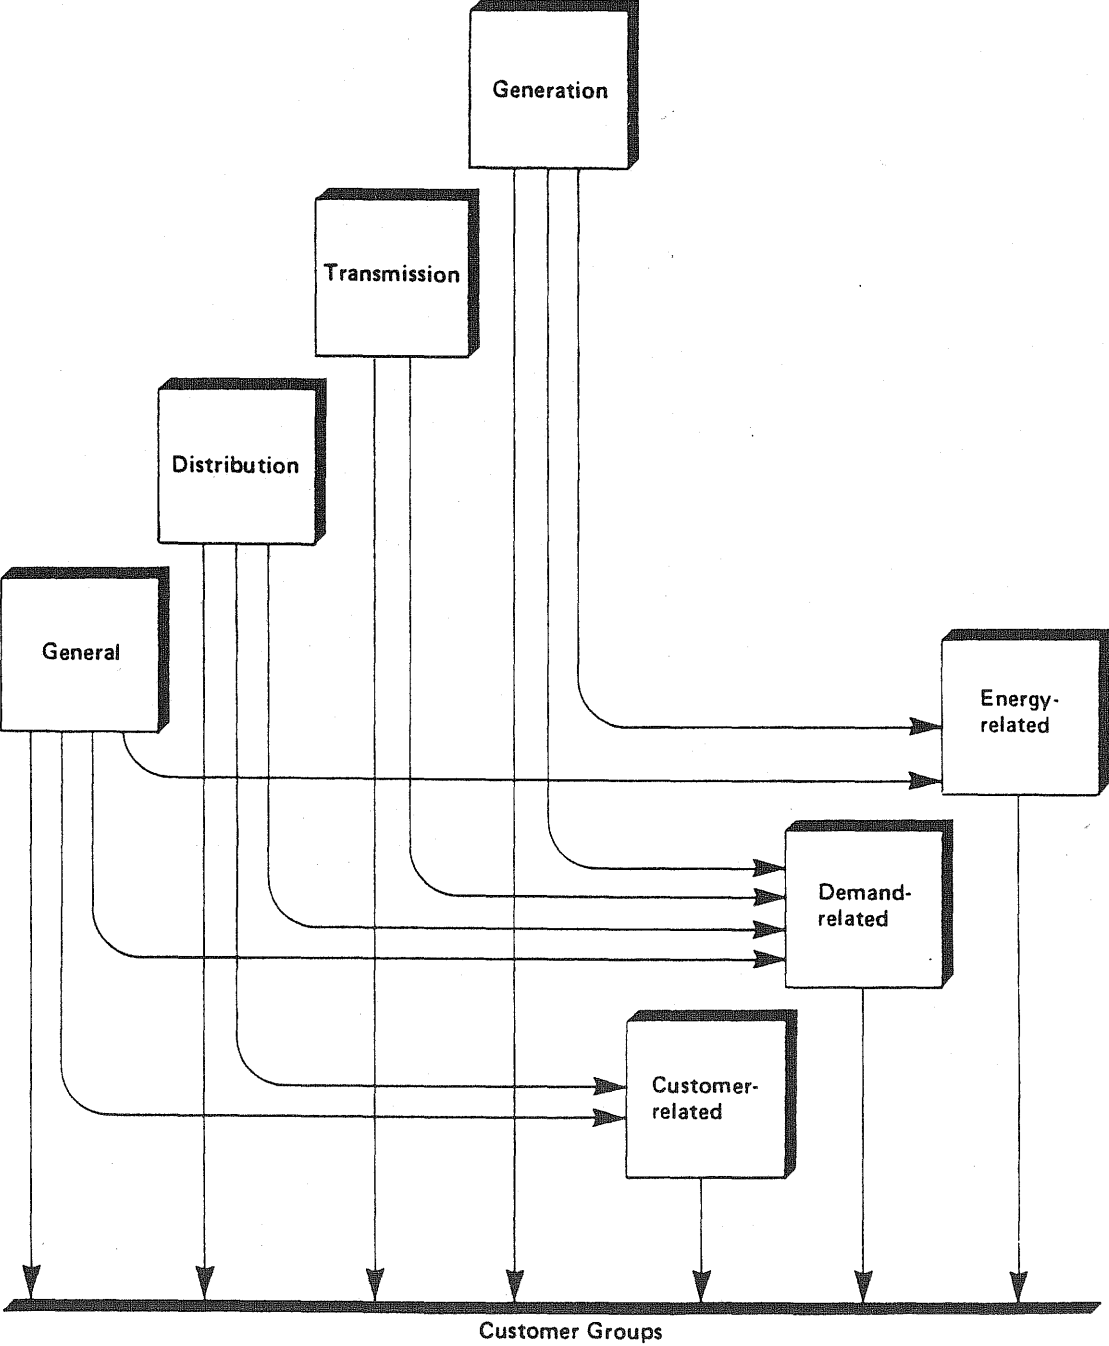 Generation
Transmission
Distribution
General
Energy-
related
Demand-
related
Customer-
related
Customer Groups